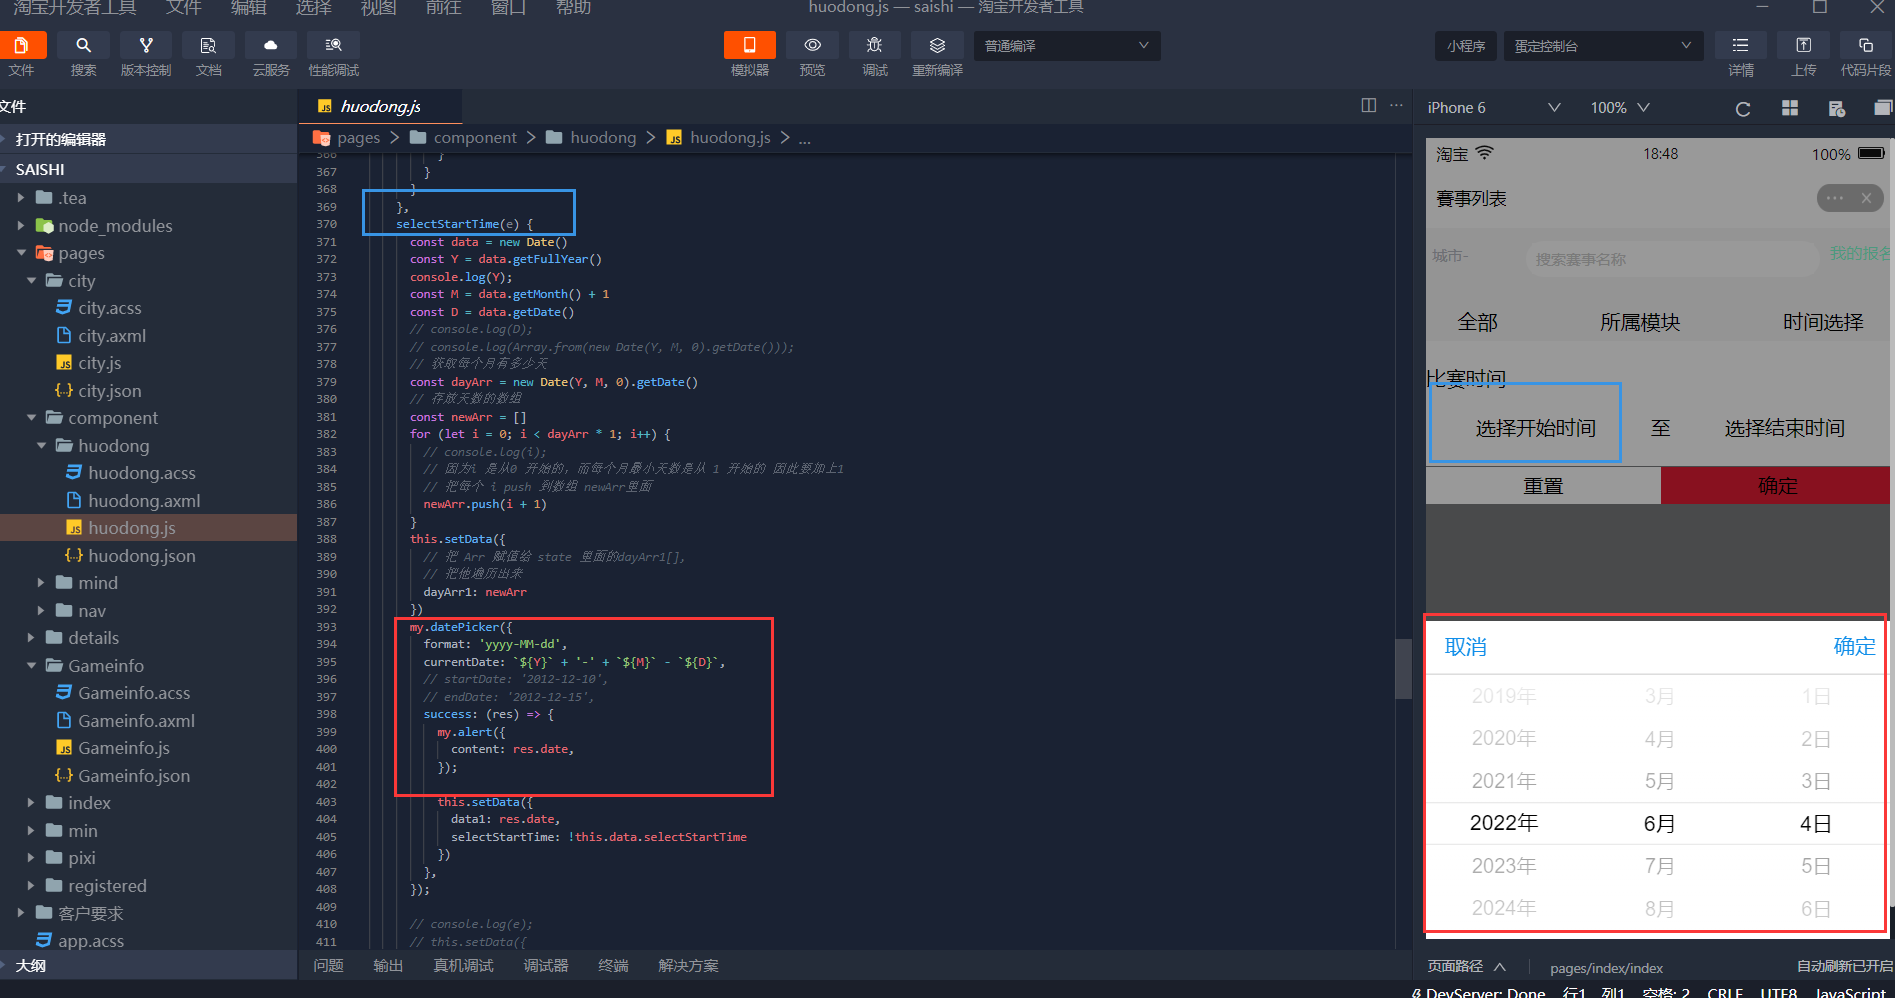 淘宝开发者工具 文件 编辑 选择 视图 前往 窗口 帮助 huodong.js — saishi — 淘宝开发者工具
文件 搜索 版本控制 文档 云服务 性能调试 模拟器 预览 调试 重新编译 普通编译 小程序 蛋定控制台 详情 上传 代码片段
文件
打开的编辑器
SAISHI
.tea
node_modules
pages
city
city.acss
city.axml
city.js
city.json
component
huodong
huodong.acss
huodong.axml
huodong.js
huodong.json
mind
nav
details
Gameinfo
Gameinfo.acss
Gameinfo.axml
Gameinfo.js
Gameinfo.json
index
min
pixi
registered
客户要求
app.acss
大纲
huodong.js
pages > component > huodong > huodong.js > ...
366 }
367 }
368 }
369 },
370 selectStartTime(e) {
371 const data = new Date()
372 const Y = data.getFullYear()
373 console.log(Y);
374 const M = data.getMonth() + 1
375 const D = data.getDate()
376 // console.log(D);
377 // console.log(Array.from(new Date(Y, M, 0).getDate()));
378 // 获取每个月有多少天
379 const dayArr = new Date(Y, M, 0).getDate()
380 // 存放天数的数组
381 const newArr = []
382 for (let i = 0; i < dayArr * 1; i++) {
383 // console.log(i);
384 // 因为i 是从0 开始的，而每个月最小天数是从 1 开始的 因此要加上1
385 // 把每个 i push 到数组 newArr里面
386 newArr.push(i + 1)
387 }
388 this.setData({
389 // 把 Arr 赋值给 state 里面的dayArr1[],
390 // 把他遍历出来
391 dayArr1: newArr
392 })
393 my.datePicker({
394 format: 'yyyy-MM-dd',
395 currentDate: `${Y}` + '-' + `${M}` - `${D}`,
396 // startDate: '2012-12-10',
397 // endDate: '2012-12-15',
398 success: (res) => {
399 my.alert({
400 content: res.date,
401 });
402
403 this.setData({
404 data1: res.date,
405 selectStartTime: !this.data.selectStartTime
406 })
407 },
408 });
409
410 // console.log(e);
411 // this.setData({
问题 输出 真机调试 调试器 终端 解决方案
iPhone 6 100%
淘宝 18:48 100%
赛事列表
城市- 搜索赛事名称 我的报名
全部 所属模块 时间选择
比赛时间
选择开始时间 至 选择结束时间
重置 确定
取消 确定
2019年 3月 1日
2020年 4月 2日
2021年 5月 3日
2022年 6月 4日
2023年 7月 5日
2024年 8月 6日
页面路径 pages/index/index 自动刷新已开启
DevServer: Done 行1 列1 空格: 2 CRLF UTF8 JavaScript